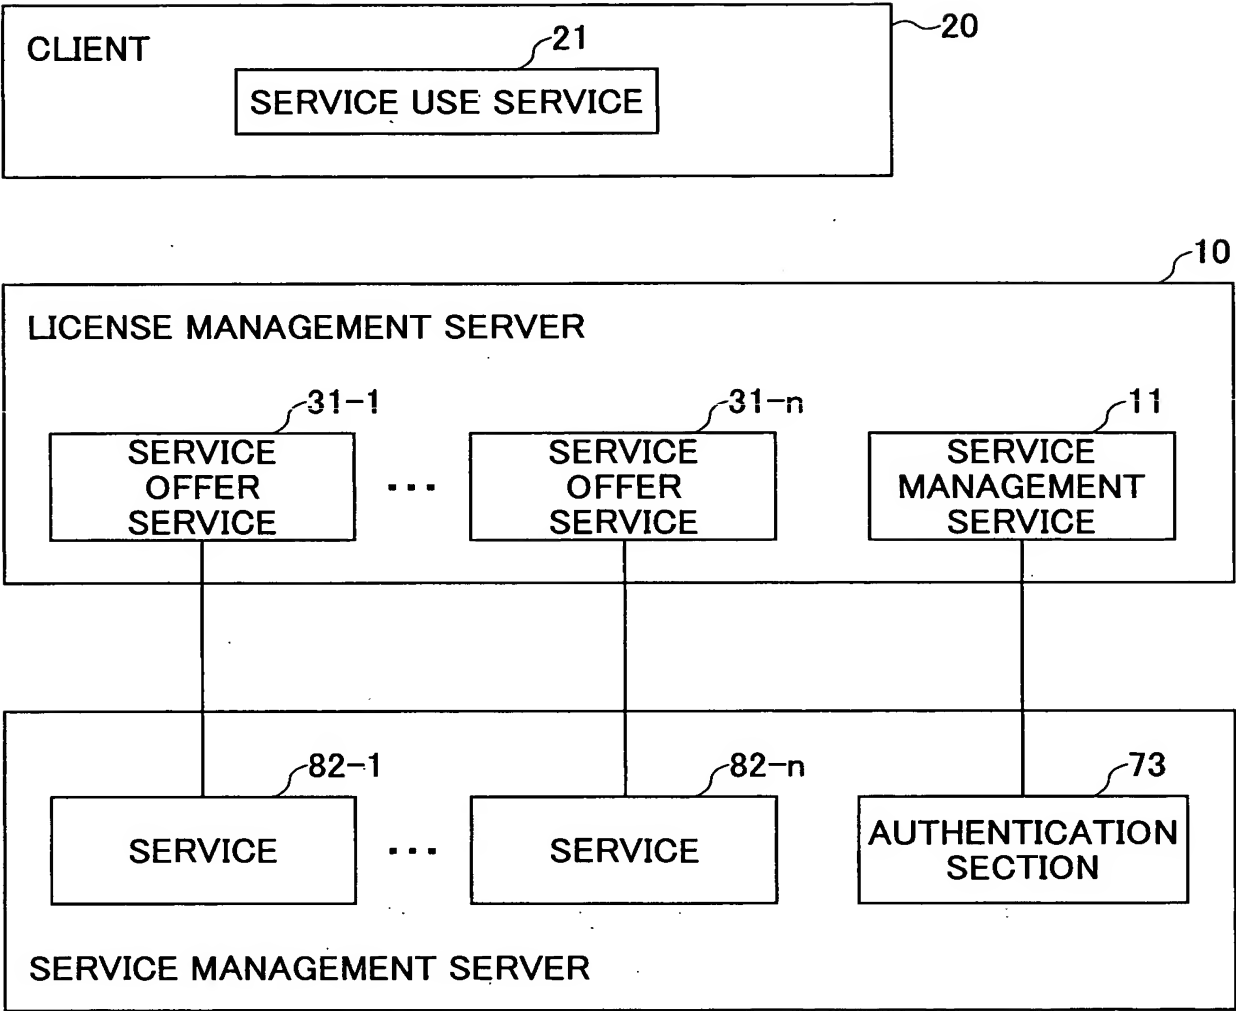 20
CLIENT
21
SERVICE USE SERVICE
10
LICENSE MANAGEMENT SERVER
31-1
31-n
11
SERVICE
OFFER
SERVICE
...
SERVICE
OFFER
SERVICE
SERVICE
MANAGEMENT
SERVICE
82-1
82-n
73
SERVICE
...
SERVICE
AUTHENTICATION
SECTION
SERVICE MANAGEMENT SERVER